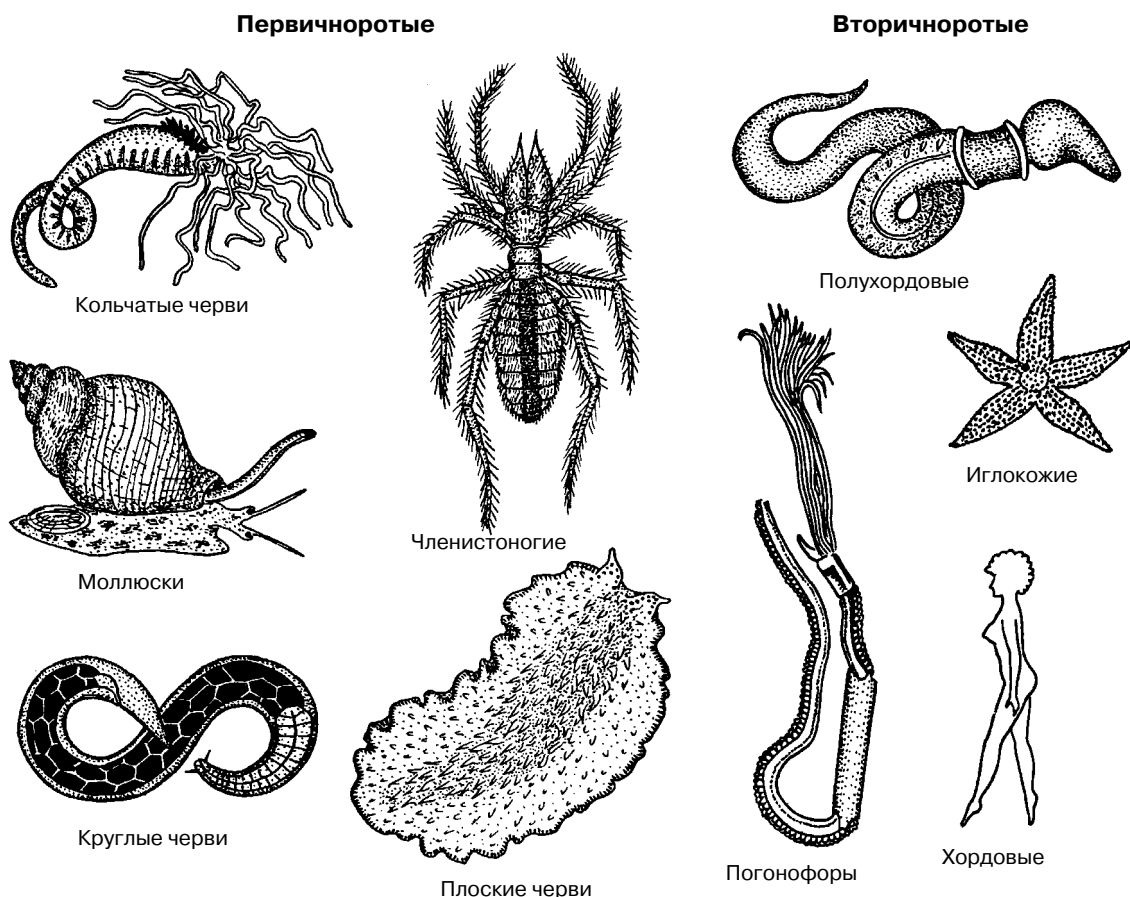 Первичноротые
Вторичноротые
Кольчатые черви
Полухордовые
Иглокожие
Членистоногие
Моллюски
Круглые черви
Хордовые
Погонофоры
Плоские черви